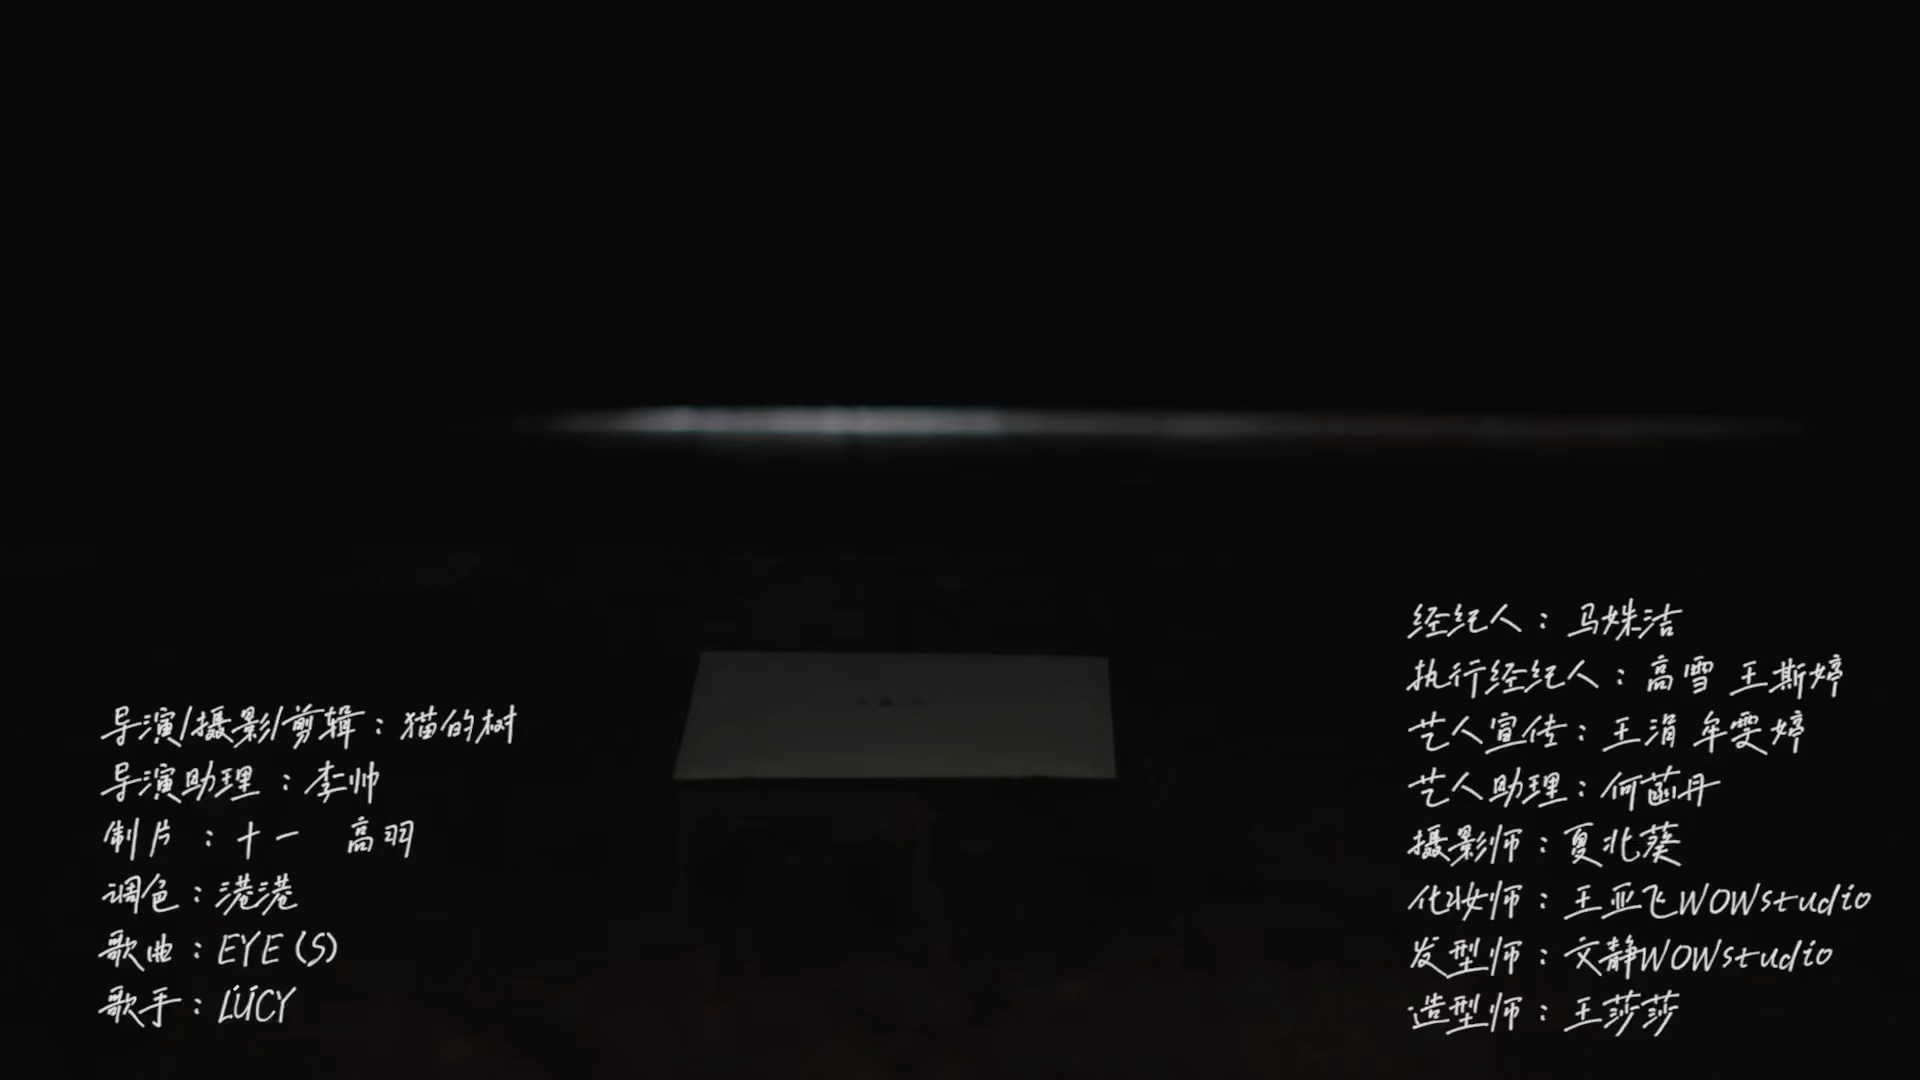 导演/摄影/剪辑：猫的树
导演助理：李帅
制片：十一 高羽
调色：港港
歌曲：EYE(S)
歌手：LÜCY
经纪人：马姝洁
执行经纪人：高雪 王斯婷
艺人宣传：王涓 牟雯婷
艺人助理：何菡丹
摄影师：夏北葵
化妆师：王亚飞WOWstudio
发型师：文静WOWstudio
造型师：王莎莎